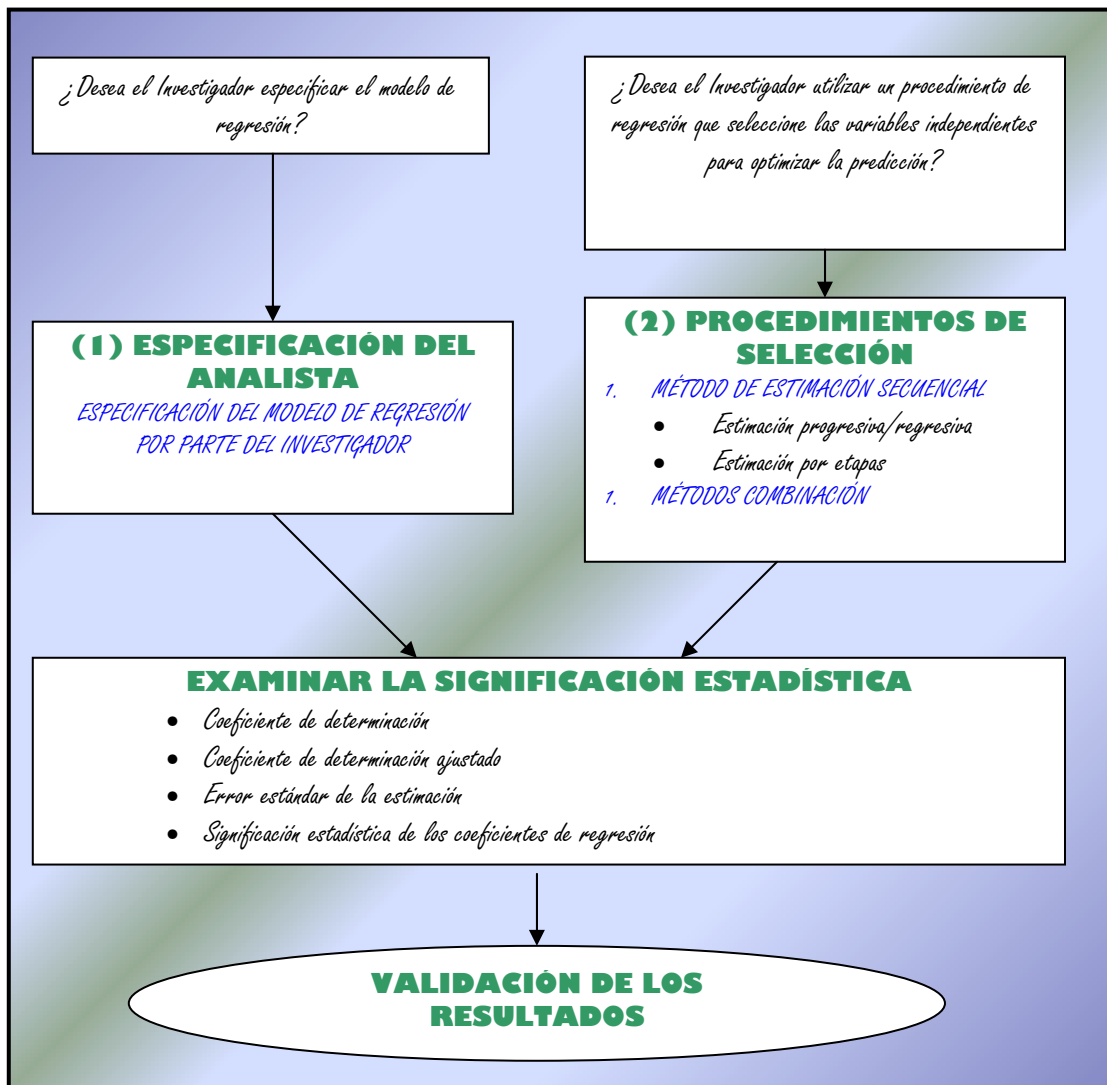 ¿Desea el Investigador especificar el modelo de
regresión?
¿Desea el Investigador utilizar un procedimiento de
regresión que seleccione las variables independientes
para optimizar la predicción?
(1) ESPECIFICACIÓN DEL
ANALISTA
ESPECIFICACIÓN DEL MODELO DE REGRESIÓN
POR PARTE DEL INVESTIGADOR
(2) PROCEDIMIENTOS DE
SELECCIÓN
1. MÉTODO DE ESTIMACIÓN SECUENCIAL
• Estimación progresiva/regresiva
• Estimación por etapas
1. MÉTODOS COMBINACIÓN
EXAMINAR LA SIGNIFICACIÓN ESTADÍSTICA
• Coeficiente de determinación
• Coeficiente de determinación ajustado
• Error estándar de la estimación
• Significación estadística de los coeficientes de regresión
VALIDACIÓN DE LOS
RESULTADOS